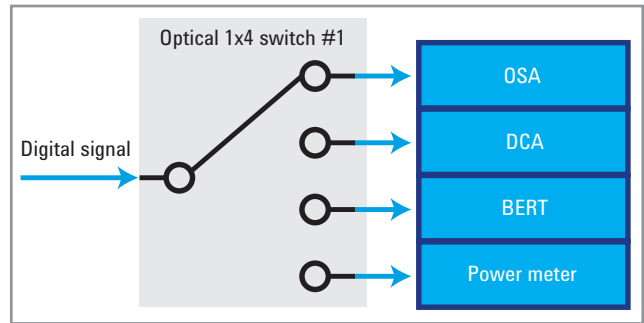 Optical 1x4 switch #1
OSA
DCA
Digital signal
BERT
Power meter